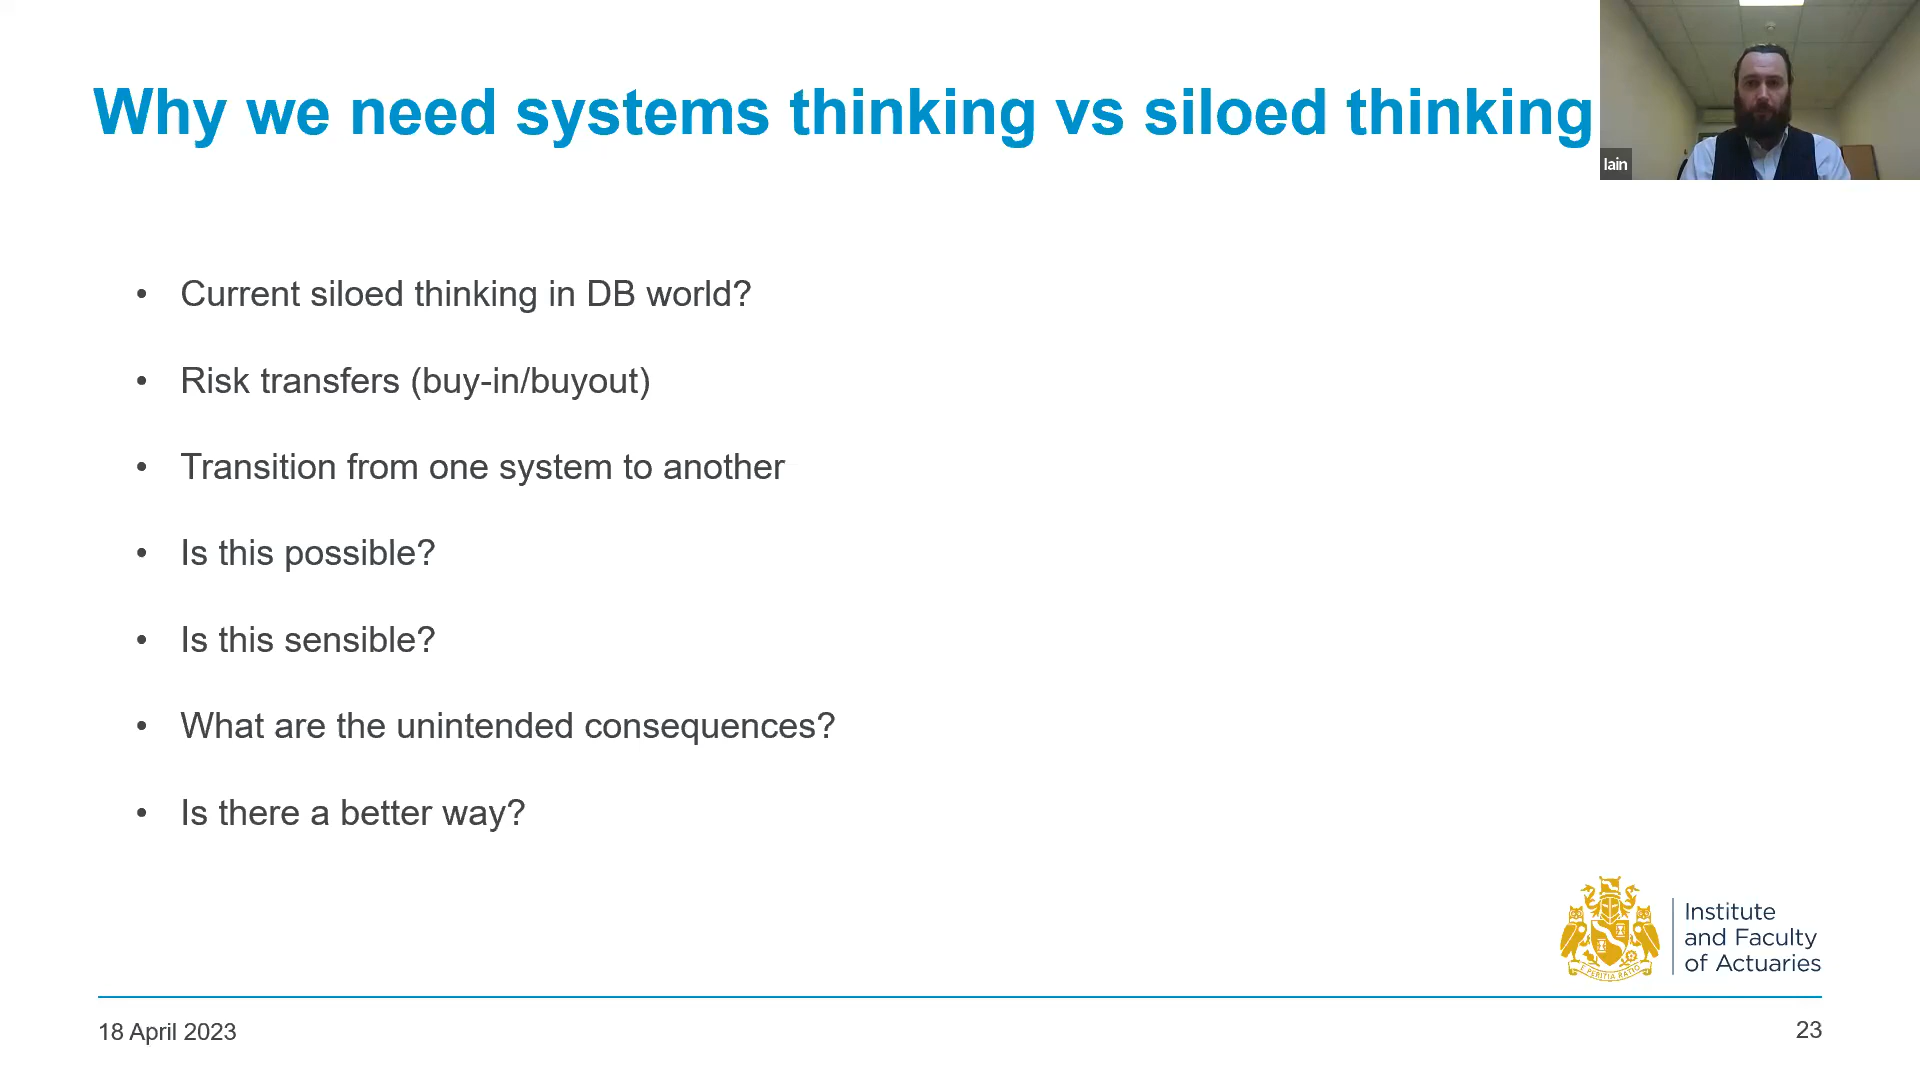 Why we need systems thinking vs siloed thinking
Iain
• Current siloed thinking in DB world?
• Risk transfers (buy-in/buyout)
• Transition from one system to another
• Is this possible?
• Is this sensible?
• What are the unintended consequences?
• Is there a better way?
E PERITIA RATIO
Institute
and Faculty
of Actuaries
18 April 2023
23